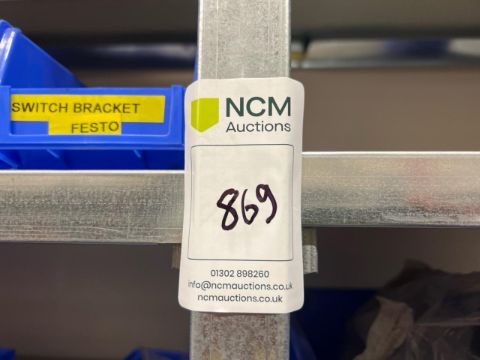 SWITCH BRACKET
FESTO
NCM
Auctions
869
01302 898260
info@ncmauctions.co.uk
ncmauctions.co.uk